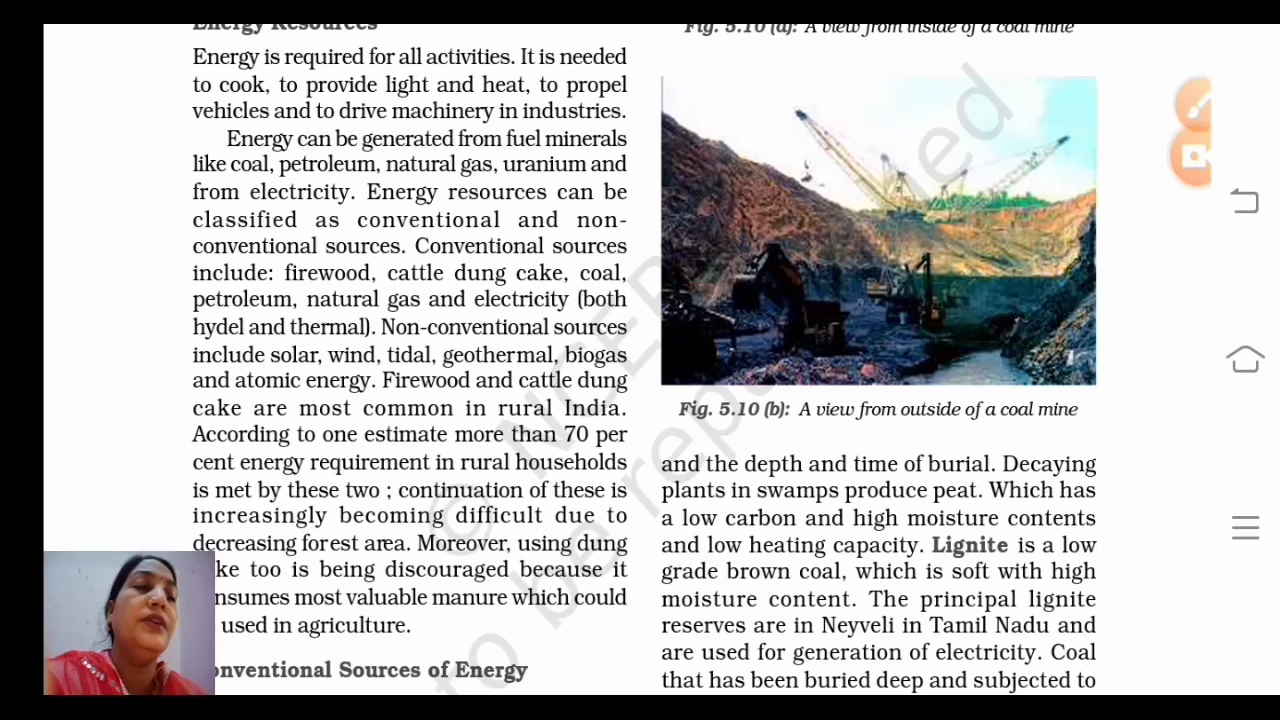 Energy Resources
Energy is required for all activities. It is needed
to cook, to provide light and heat, to propel
vehicles and to drive machinery in industries.
Energy can be generated from fuel minerals
like coal, petroleum, natural gas, uranium and
from electricity. Energy resources can be
classified as conventional and non-
conventional sources. Conventional sources
include: firewood, cattle dung cake, coal,
petroleum, natural gas and electricity (both
hydel and thermal). Non-conventional sources
include solar, wind, tidal, geothermal, biogas
and atomic energy. Firewood and cattle dung
cake are most common in rural India.
According to one estimate more than 70 per
cent energy requirement in rural households
is met by these two ; continuation of these is
increasingly becoming difficult due to
decreasing forest area. Moreover, using dung
ke too is being discouraged because it
nsumes most valuable manure which could
used in agriculture.
onventional Sources of Energy
Fig. 5.10 (a): A view from inside of a coal mine
Fig. 5.10 (b): A view from outside of a coal mine
and the depth and time of burial. Decaying
plants in swamps produce peat. Which has
a low carbon and high moisture contents
and low heating capacity. Lignite is a low
grade brown coal, which is soft with high
moisture content. The principal lignite
reserves are in Neyveli in Tamil Nadu and
are used for generation of electricity. Coal
that has been buried deep and subjected to
© NCER
to be repu ed